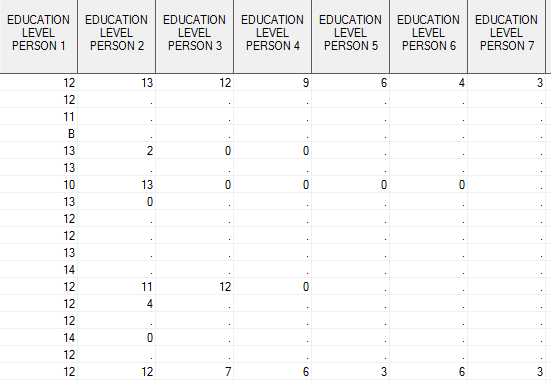 EDUCATION LEVEL PERSON 1 EDUCATION LEVEL PERSON 2 EDUCATION LEVEL PERSON 3 EDUCATION LEVEL PERSON 4 EDUCATION LEVEL PERSON 5 EDUCATION LEVEL PERSON 6 EDUCATION LEVEL PERSON 7
12 13 12 9 6 4 3
12 . . . . . .
11 . . . . . .
B . . . . . .
13 2 0 0 . . .
13 . . . . . .
10 13 0 0 0 0 .
13 0 . . . . .
12 . . . . . .
12 . . . . . .
13 . . . . . .
14 . . . . . .
12 11 12 0 . . .
12 4 . . . . .
12 . . . . . .
14 0 . . . . .
12 . . . . . .
12 12 7 6 3 6 3